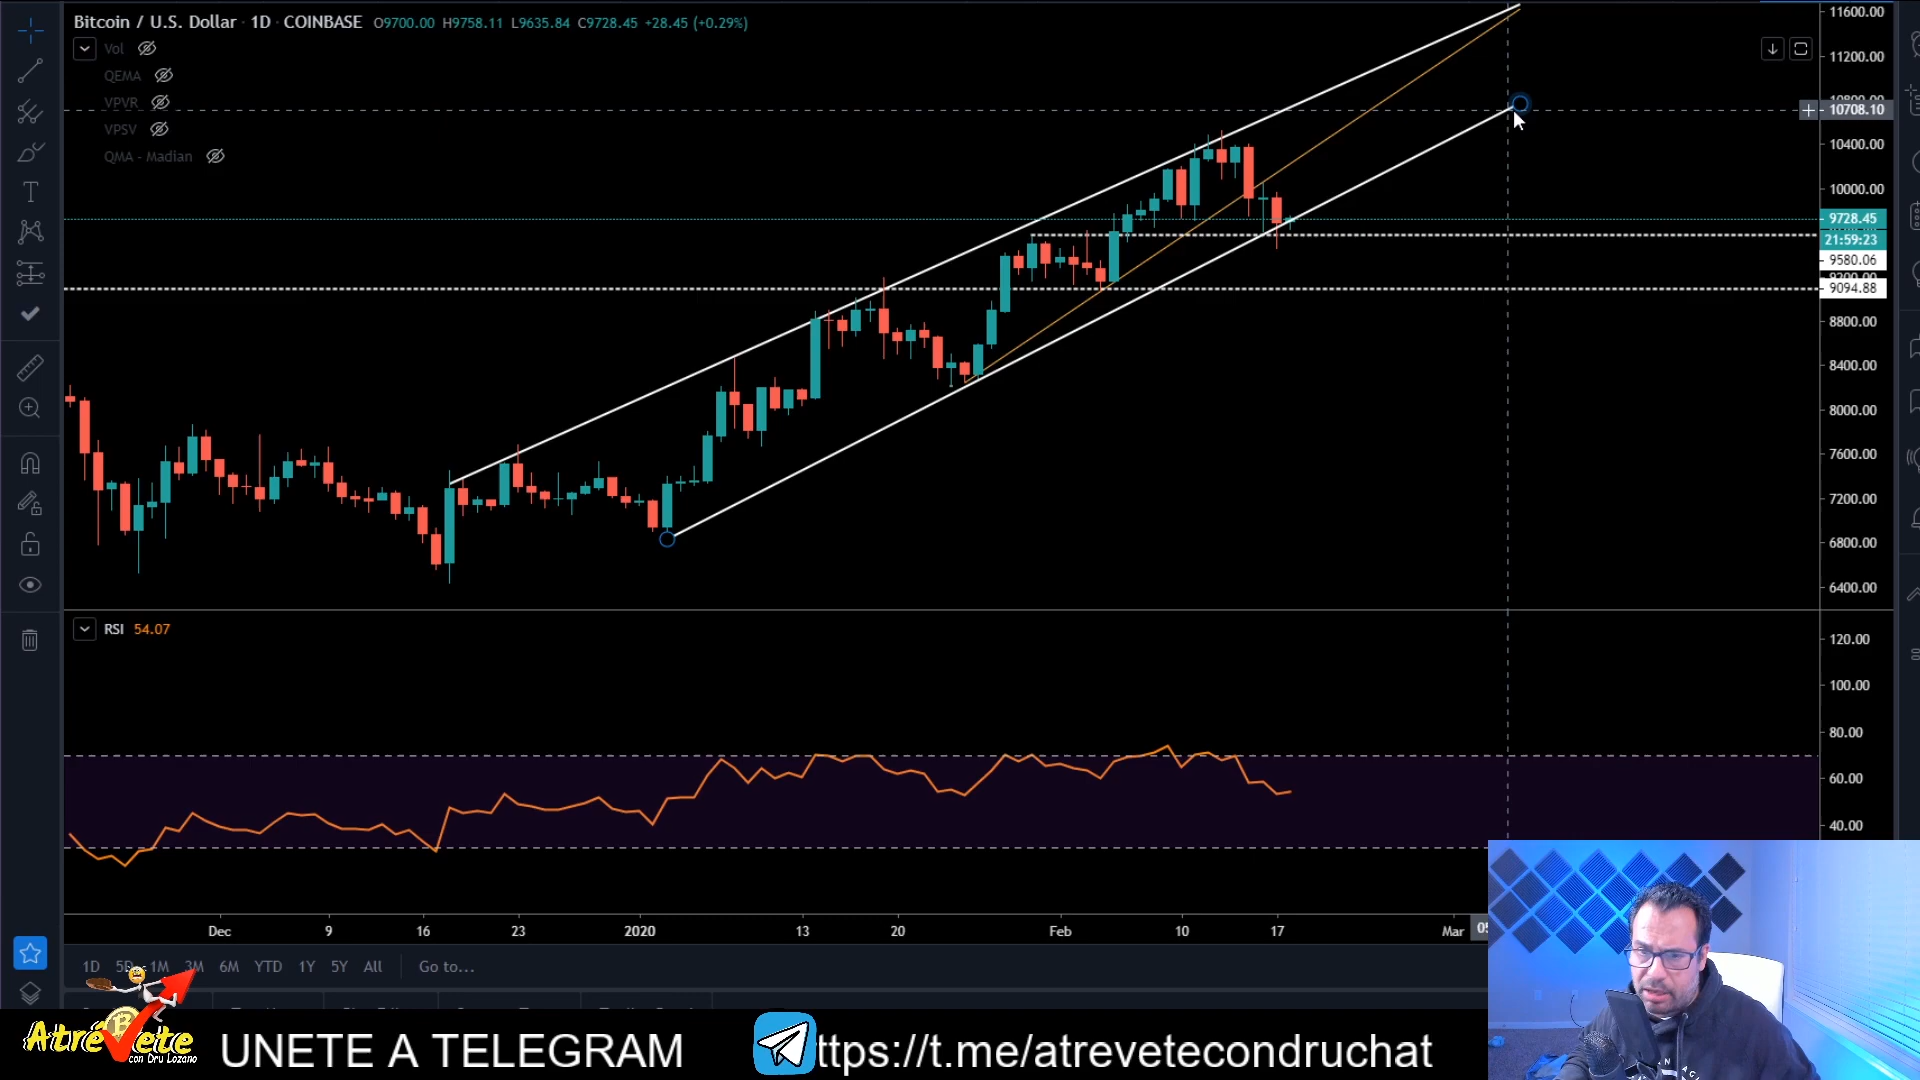 Bitcoin / U.S. Dollar · 1D · COINBASE O9700.00 H9758.11 L9635.84 C9728.45 +28.45 (+0.29%)
Vol
QEMA
VPVR
VPSV
QMA - Madian
11600.00
11200.00
10708.10
10400.00
10000.00
9728.45
21:59:23
9580.06
9094.88
8800.00
8400.00
8000.00
7600.00
7200.00
6800.00
6400.00
RSI 54.07
120.00
100.00
80.00
60.00
40.00
Dec 9 16 23 2020 13 20 Feb 10 17 Mar
1D 5D 1M 3M 6M YTD 1Y 5Y All Go to...
Atrévete
con Dru Lozano
UNETE A TELEGRAM
ttps://t.me/atrevetecondruchat